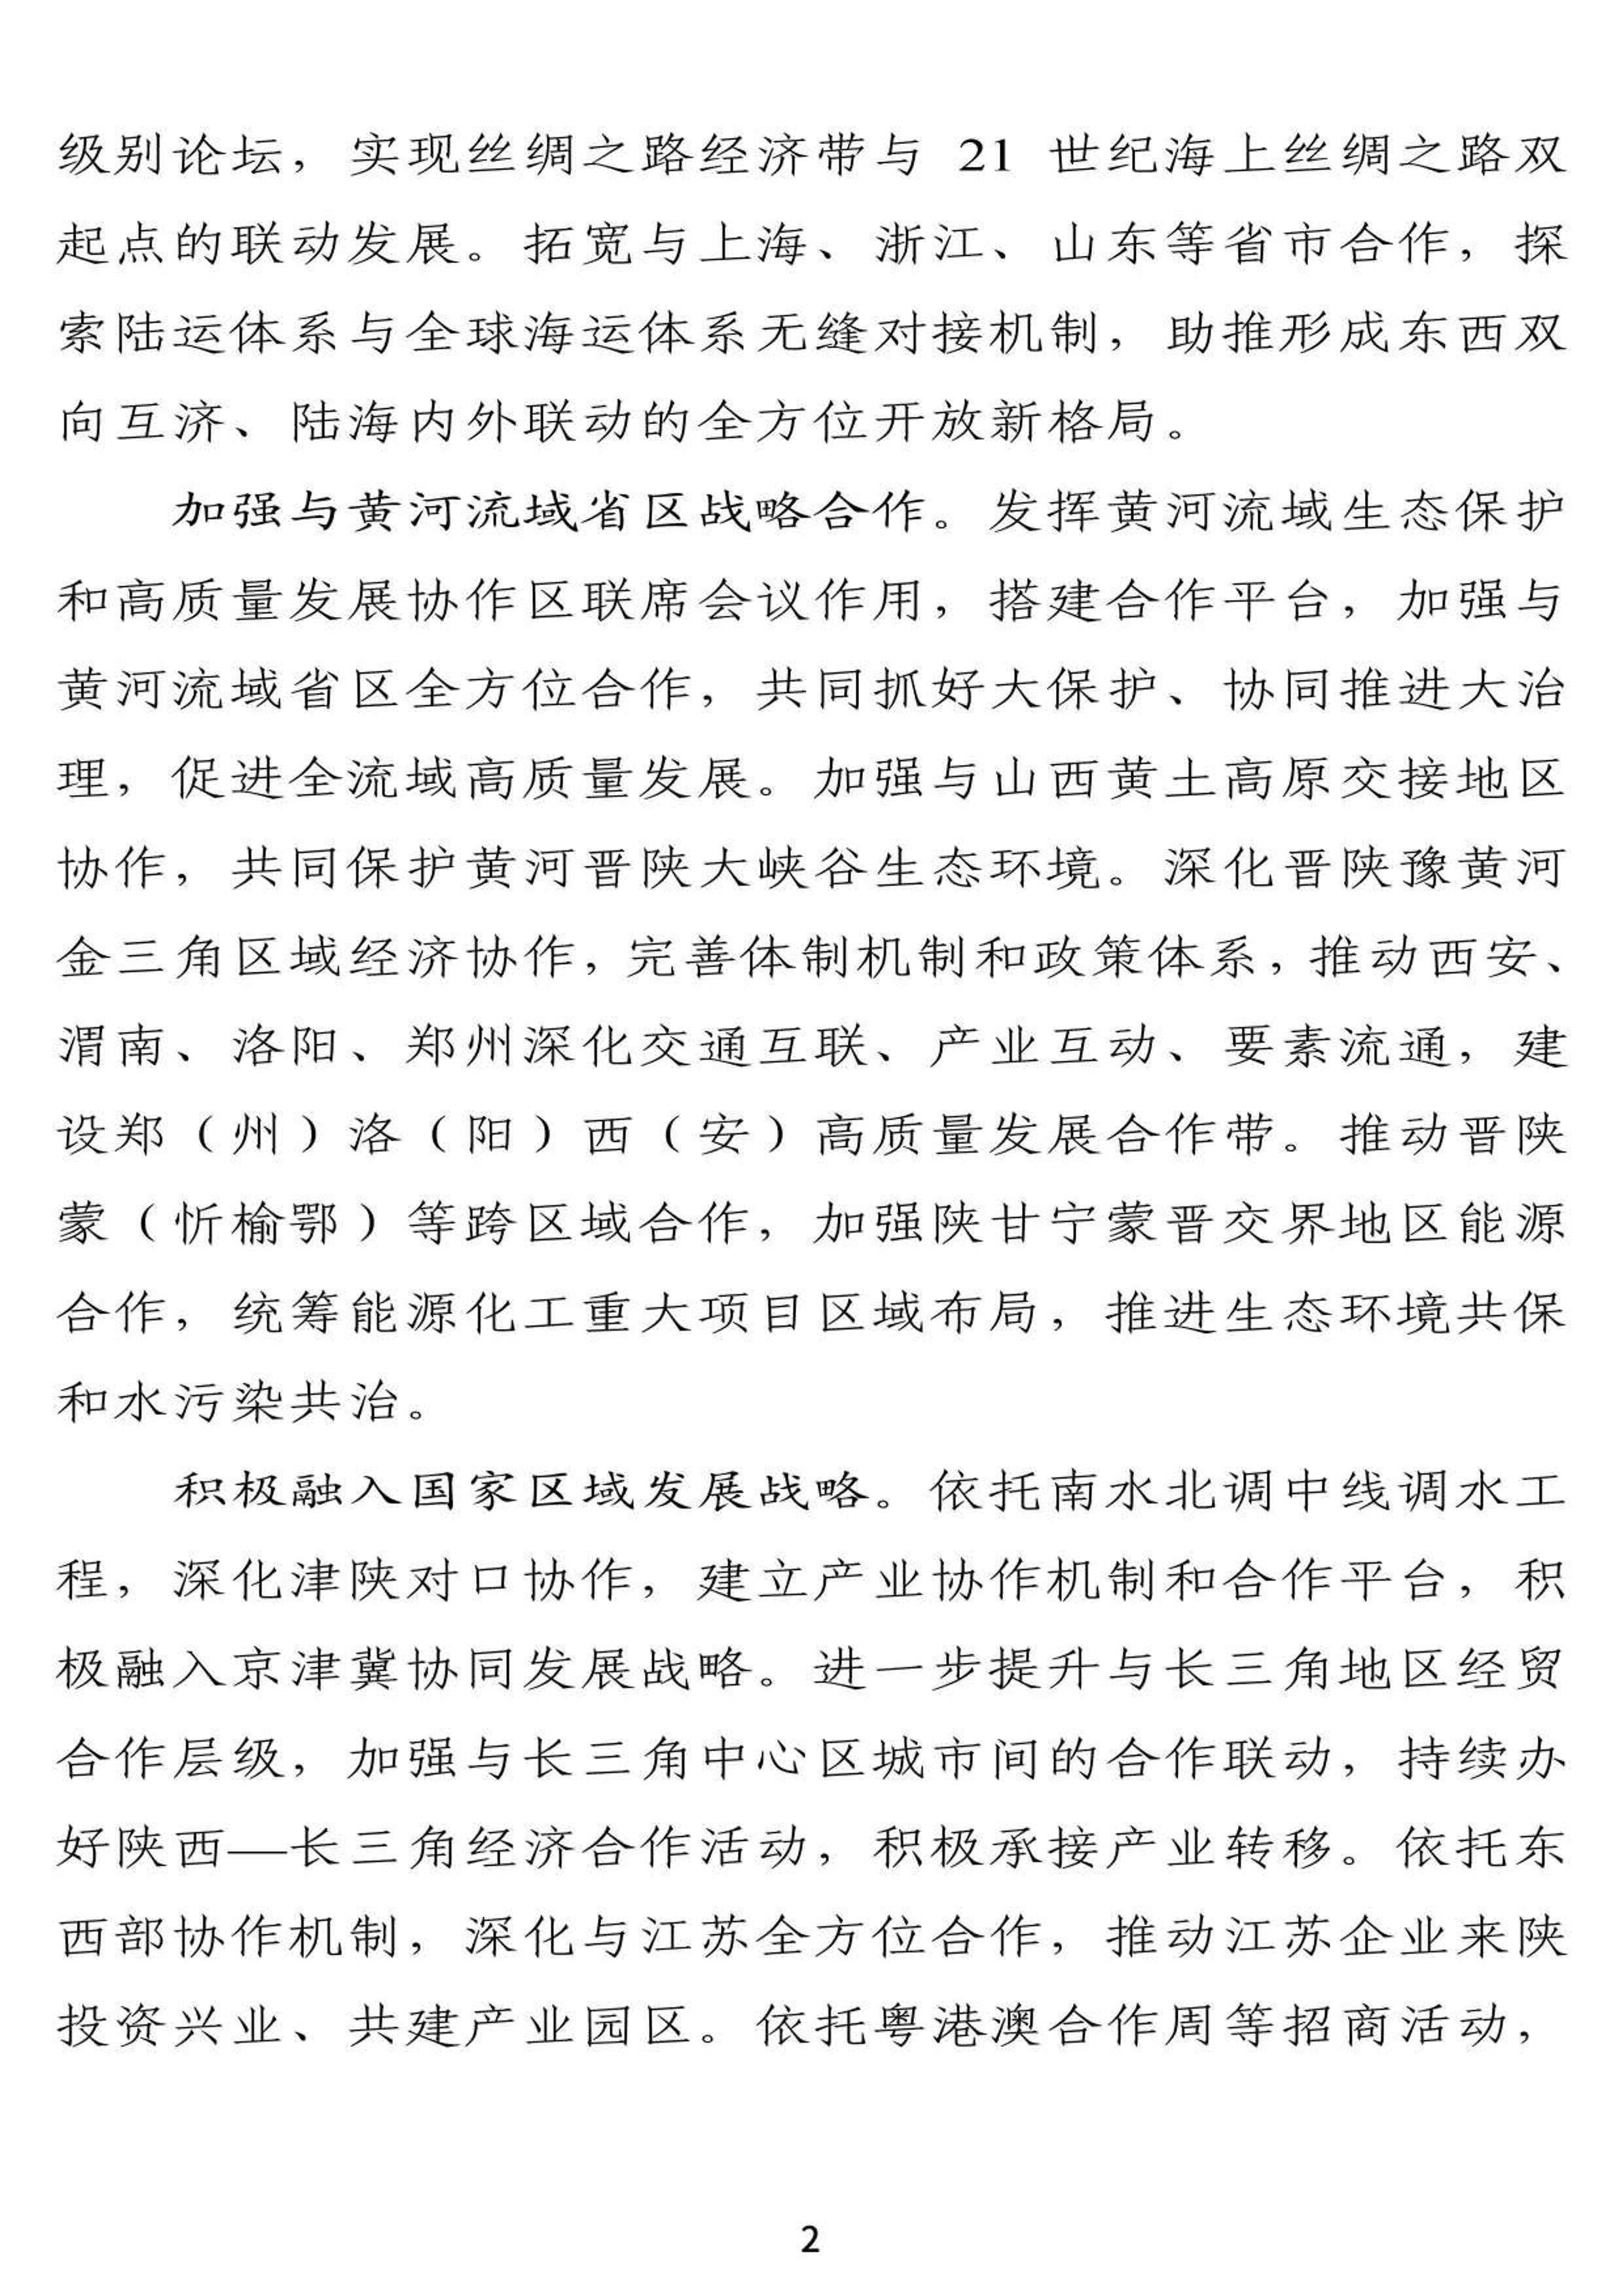 级别论坛，实现丝绸之路经济带与 21 世纪海上丝绸之路双
起点的联动发展。拓宽与上海、浙江、山东等省市合作，探
索陆运体系与全球海运体系无缝对接机制，助推形成东西双
向互济、陆海内外联动的全方位开放新格局。
加强与黄河流域省区战略合作。发挥黄河流域生态保护
和高质量发展协作区联席会议作用，搭建合作平台，加强与
黄河流域省区全方位合作，共同抓好大保护、协同推进大治
理，促进全流域高质量发展。加强与山西黄土高原交接地区
协作，共同保护黄河晋陕大峡谷生态环境。深化晋陕豫黄河
金三角区域经济协作，完善体制机制和政策体系，推动西安、
渭南、洛阳、郑州深化交通互联、产业互动、要素流通，建
设郑（州）洛（阳）西（安）高质量发展合作带。推动晋陕
蒙（忻榆鄂）等跨区域合作，加强陕甘宁蒙晋交界地区能源
合作，统筹能源化工重大项目区域布局，推进生态环境共保
和水污染共治。
积极融入国家区域发展战略。依托南水北调中线调水工
程，深化津陕对口协作，建立产业协作机制和合作平台，积
极融入京津冀协同发展战略。进一步提升与长三角地区经贸
合作层级，加强与长三角中心区城市间的合作联动，持续办
好陕西—长三角经济合作活动，积极承接产业转移。依托东
西部协作机制，深化与江苏全方位合作，推动江苏企业来陕
投资兴业、共建产业园区。依托粤港澳合作周等招商活动，
2